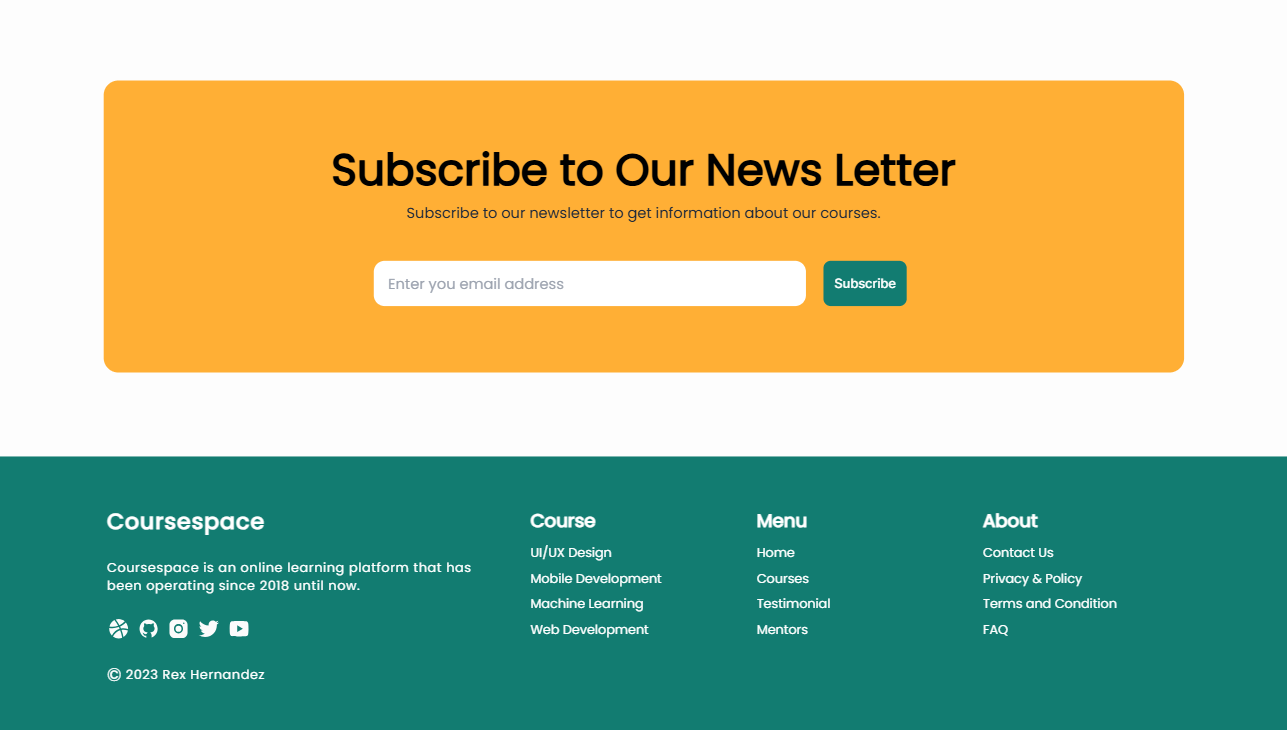 Subscribe to Our News Letter
Subscribe to our newsletter to get information about our courses.
Enter you email address
Subscribe
Coursespace
Coursespace is an online learning platform that has
been operating since 2018 until now.
© 2023 Rex Hernandez
Course
UI/UX Design
Mobile Development
Machine Learning
Web Development
Menu
Home
Courses
Testimonial
Mentors
About
Contact Us
Privacy & Policy
Terms and Condition
FAQ